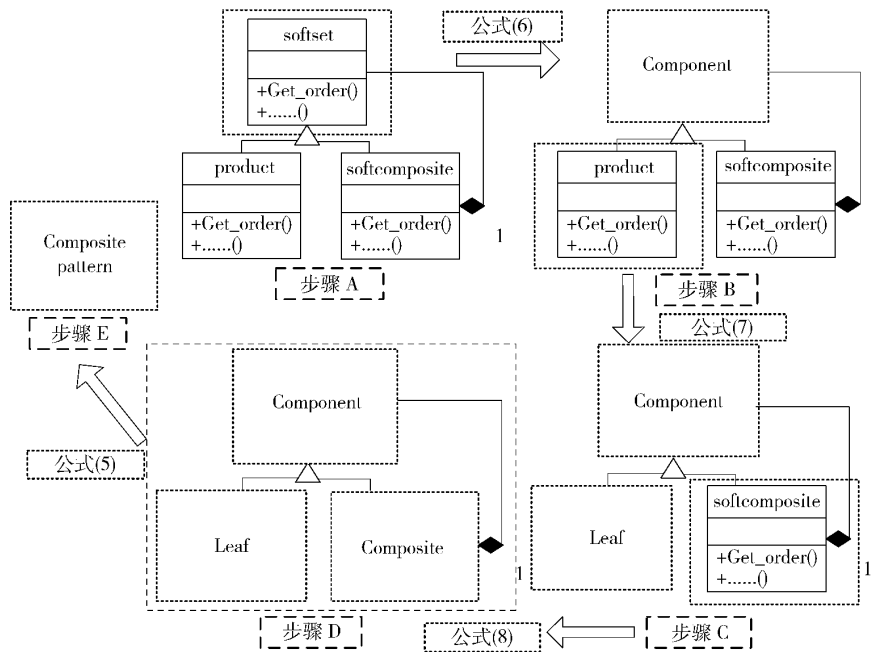 softset
+Get_order()
+......()
product
+Get_order()
+......()
softcomposite
+Get_order()
+......()
1
步骤 A
公式(6)
Component
product
+Get_order()
+......()
softcomposite
+Get_order()
+......()
1
步骤 B
公式(7)
Component
Leaf
softcomposite
+Get_order()
+......()
1
步骤 C
公式(8)
Component
Leaf
Composite
1
步骤 D
公式(5)
Composite
pattern
步骤 E